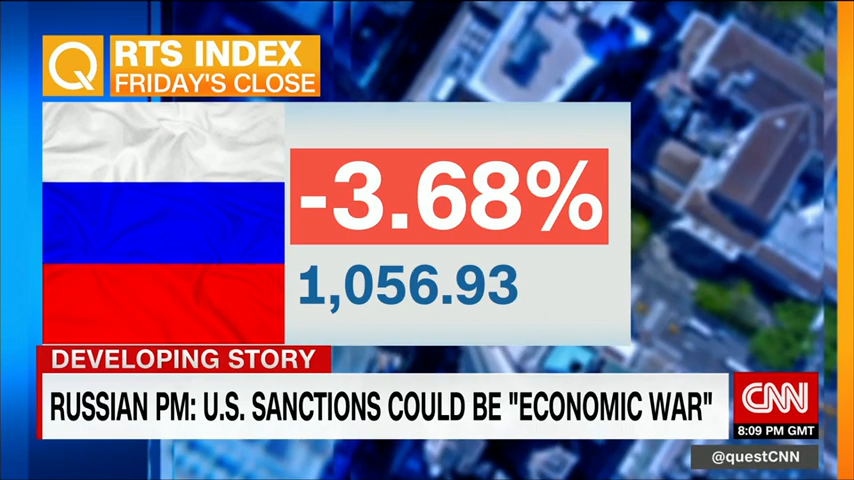 Q RTS INDEX
FRIDAY'S CLOSE
-3.68%
1,056.93
DEVELOPING STORY
RUSSIAN PM: U.S. SANCTIONS COULD BE "ECONOMIC WAR"
CNN
8:09 PM GMT
@questCNN